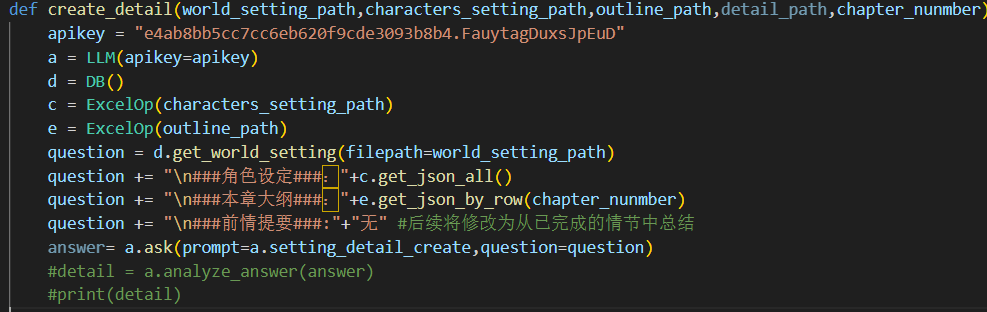 def create_detail(world_setting_path,characters_setting_path,outline_path,detail_path,chapter_nunmber)
apikey = "e4ab8bb5cc7cc6eb620f9cde3093b8b4.FauytagDuxsJpEuD"
a = LLM(apikey=apikey)
d = DB()
c = ExcelOp(characters_setting_path)
e = ExcelOp(outline_path)
question = d.get_world_setting(filepath=world_setting_path)
question += "\n###角色设定###："+c.get_json_all()
question += "\n###本章大纲###："+e.get_json_by_row(chapter_nunmber)
question += "\n###前情提要###:"+"无" #后续将修改为从已完成的情节中总结
answer= a.ask(prompt=a.setting_detail_create,question=question)
#detail = a.analyze_answer(answer)
#print(detail)